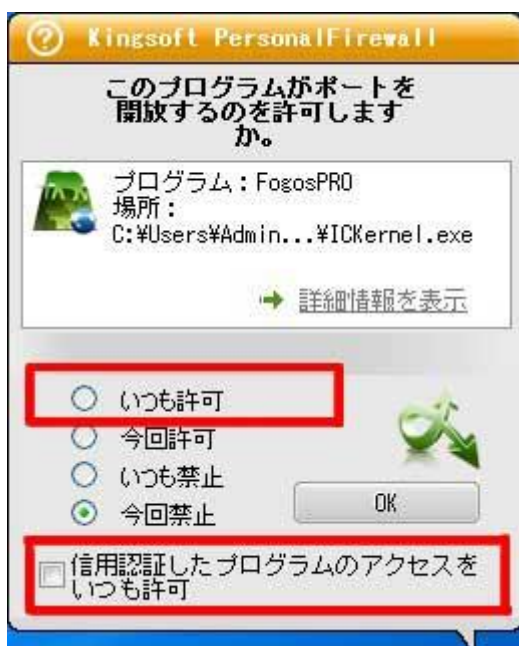 Kingsoft PersonalFirewall
このプログラムがポートを
開放するのを許可します
か。
プログラム：FogosPRO
場所：
C:¥Users¥Admin...¥ICKernel.exe
詳細情報を表示
いつも許可
今回許可
いつも禁止
今回禁止
OK
信用認証したプログラムのアクセスを
いつも許可